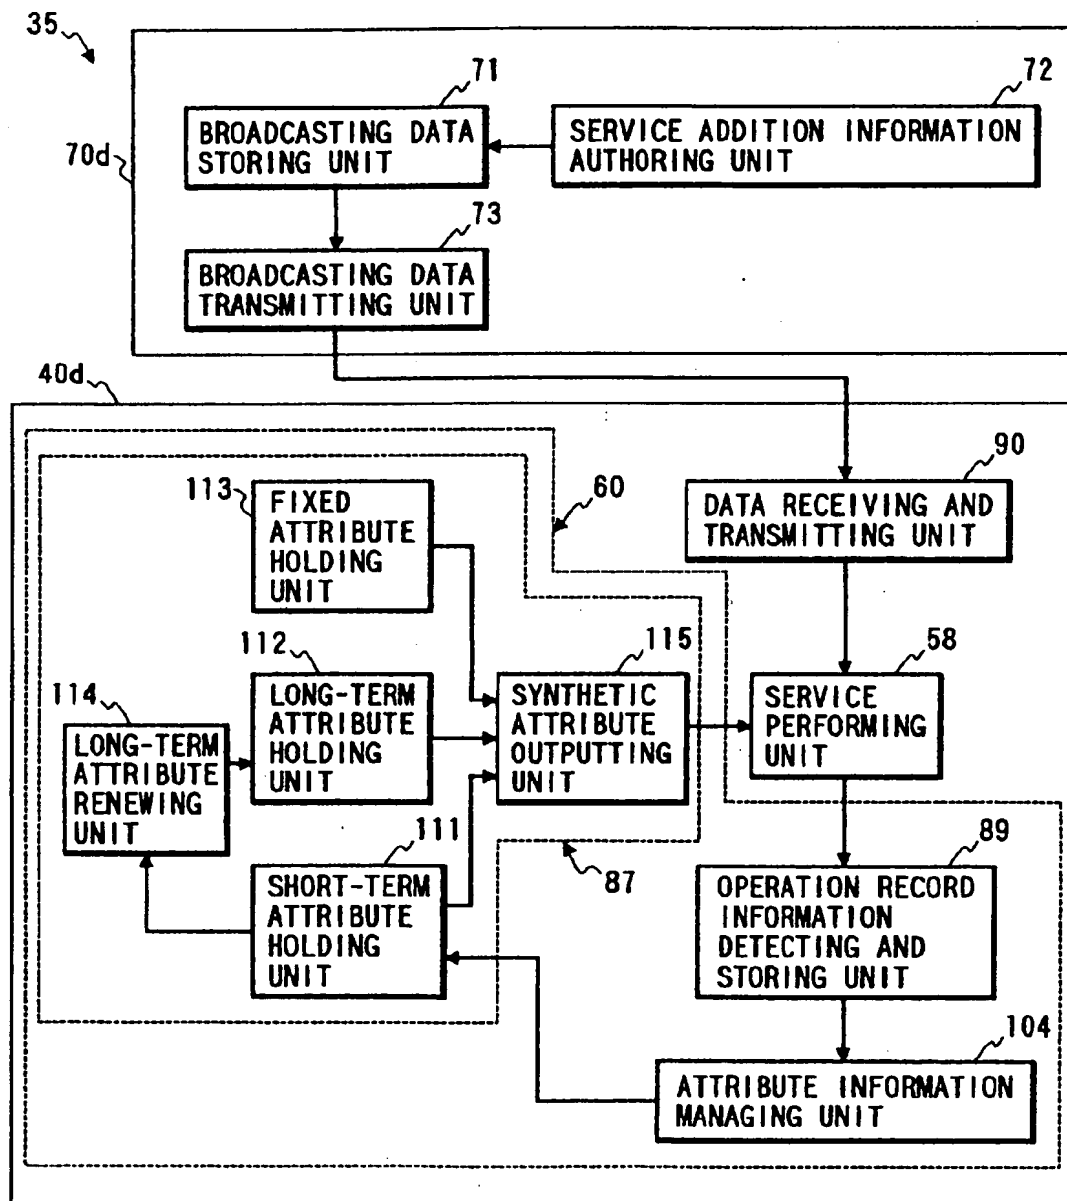 35
71
72
BROADCASTING DATA
STORING UNIT
SERVICE ADDITION INFORMATION
AUTHORING UNIT
70d
73
BROADCASTING DATA
TRANSMITTING UNIT
40d
90
DATA RECEIVING AND
TRANSMITTING UNIT
113
FIXED
ATTRIBUTE
HOLDING
UNIT
60
112
LONG-TERM
ATTRIBUTE
HOLDING
UNIT
115
SYNTHETIC
ATTRIBUTE
OUTPUTTING
UNIT
58
SERVICE
PERFORMING
UNIT
114
LONG-TERM
ATTRIBUTE
RENEWING
UNIT
111
SHORT-TERM
ATTRIBUTE
HOLDING
UNIT
87
89
OPERATION RECORD
INFORMATION
DETECTING AND
STORING UNIT
104
ATTRIBUTE INFORMATION
MANAGING UNIT